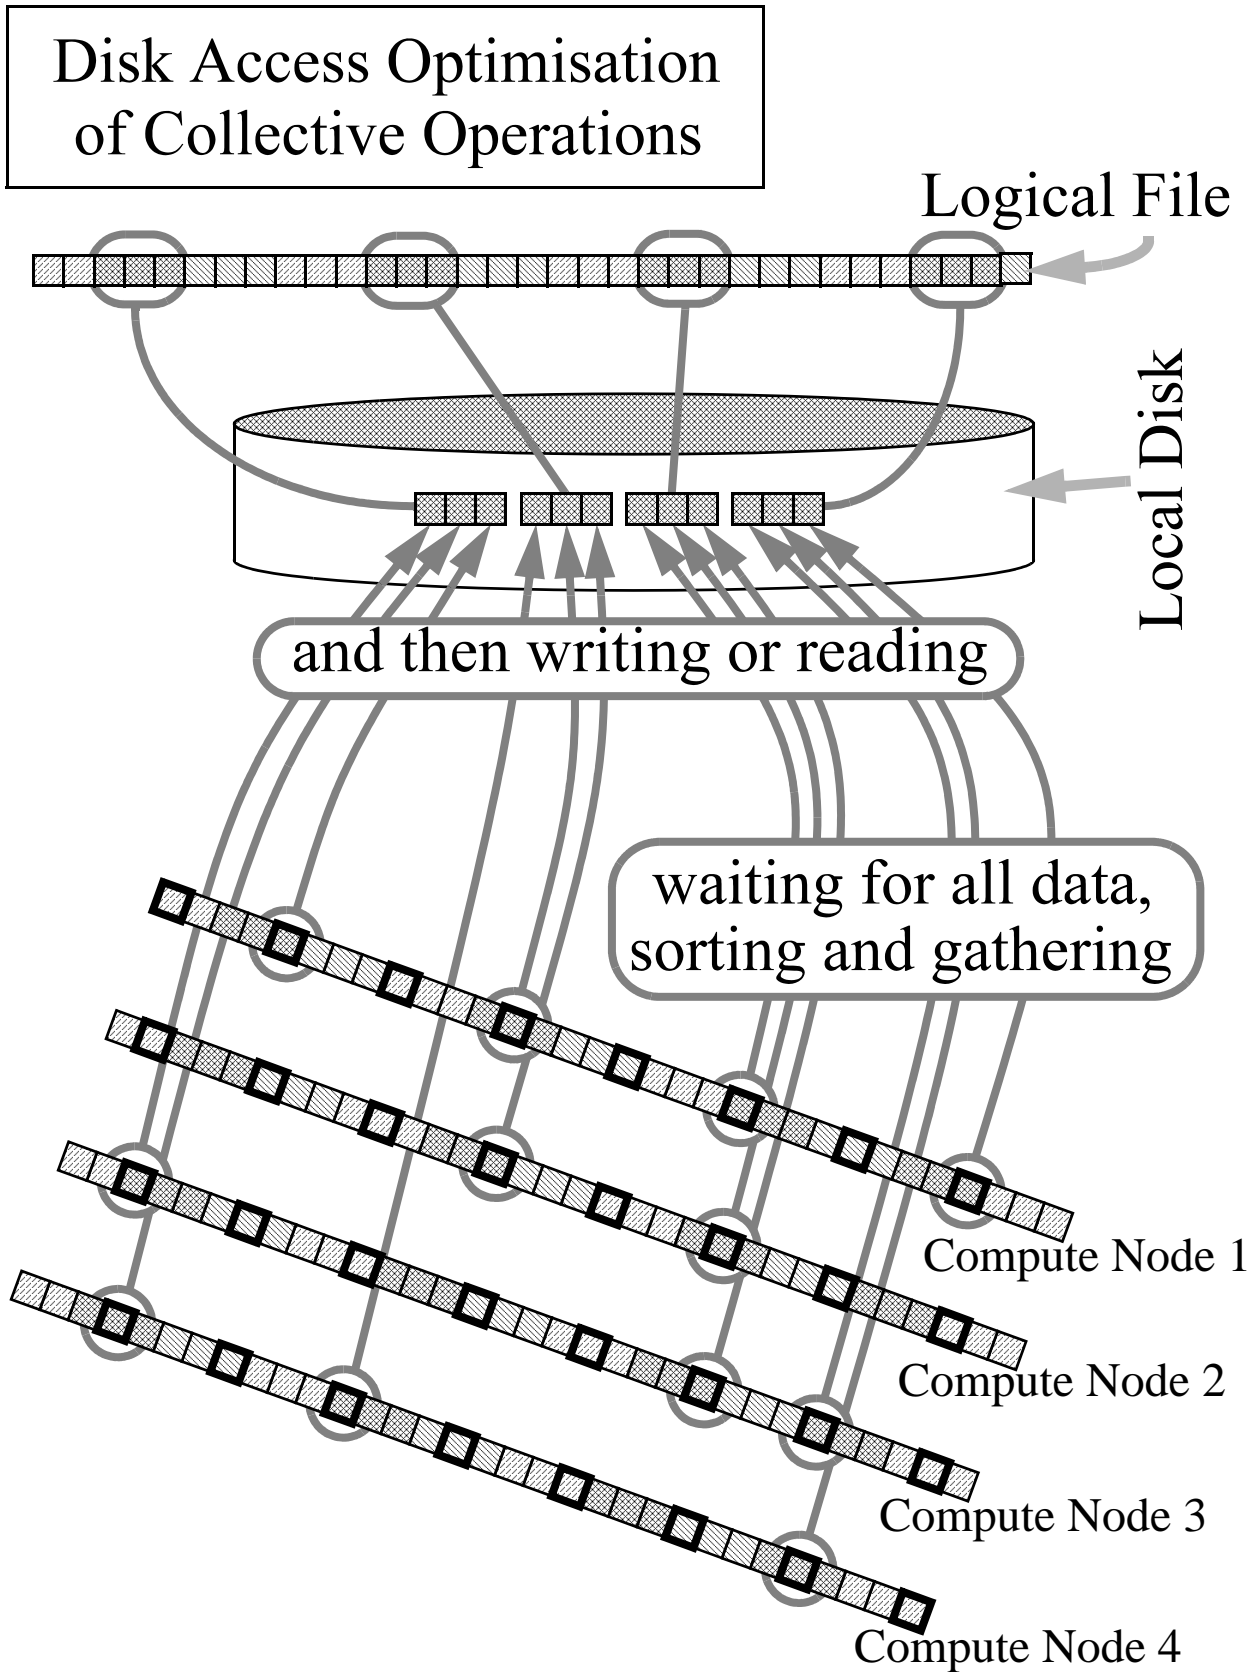 Disk Access Optimisation
of Collective Operations
Logical File
Local Disk
and then writing or reading
waiting for all data,
sorting and gathering
Compute Node 1
Compute Node 2
Compute Node 3
Compute Node 4